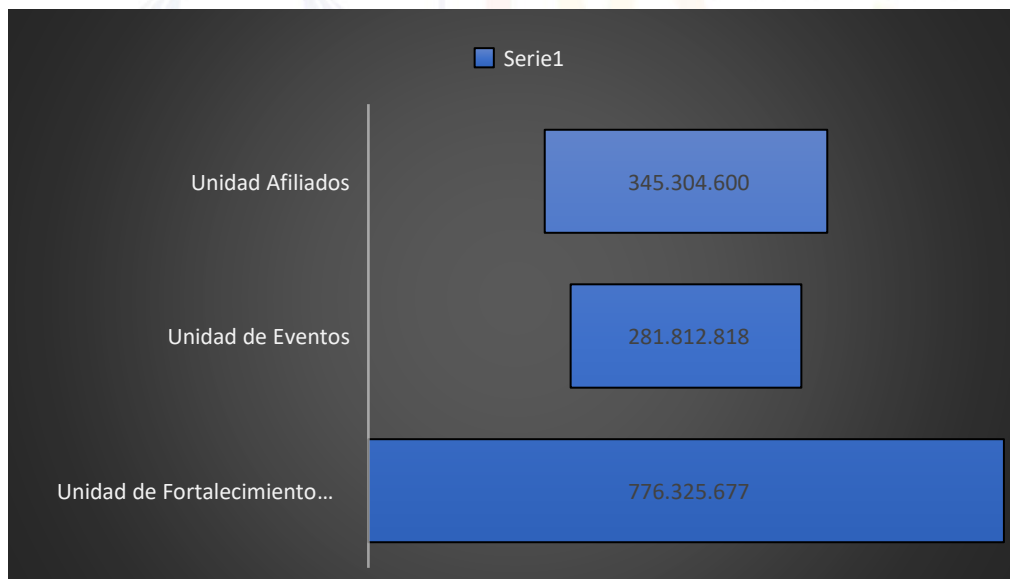 Serie1
Unidad Afiliados
345.304.600
Unidad de Eventos
281.812.818
Unidad de Fortalecimiento...
776.325.677